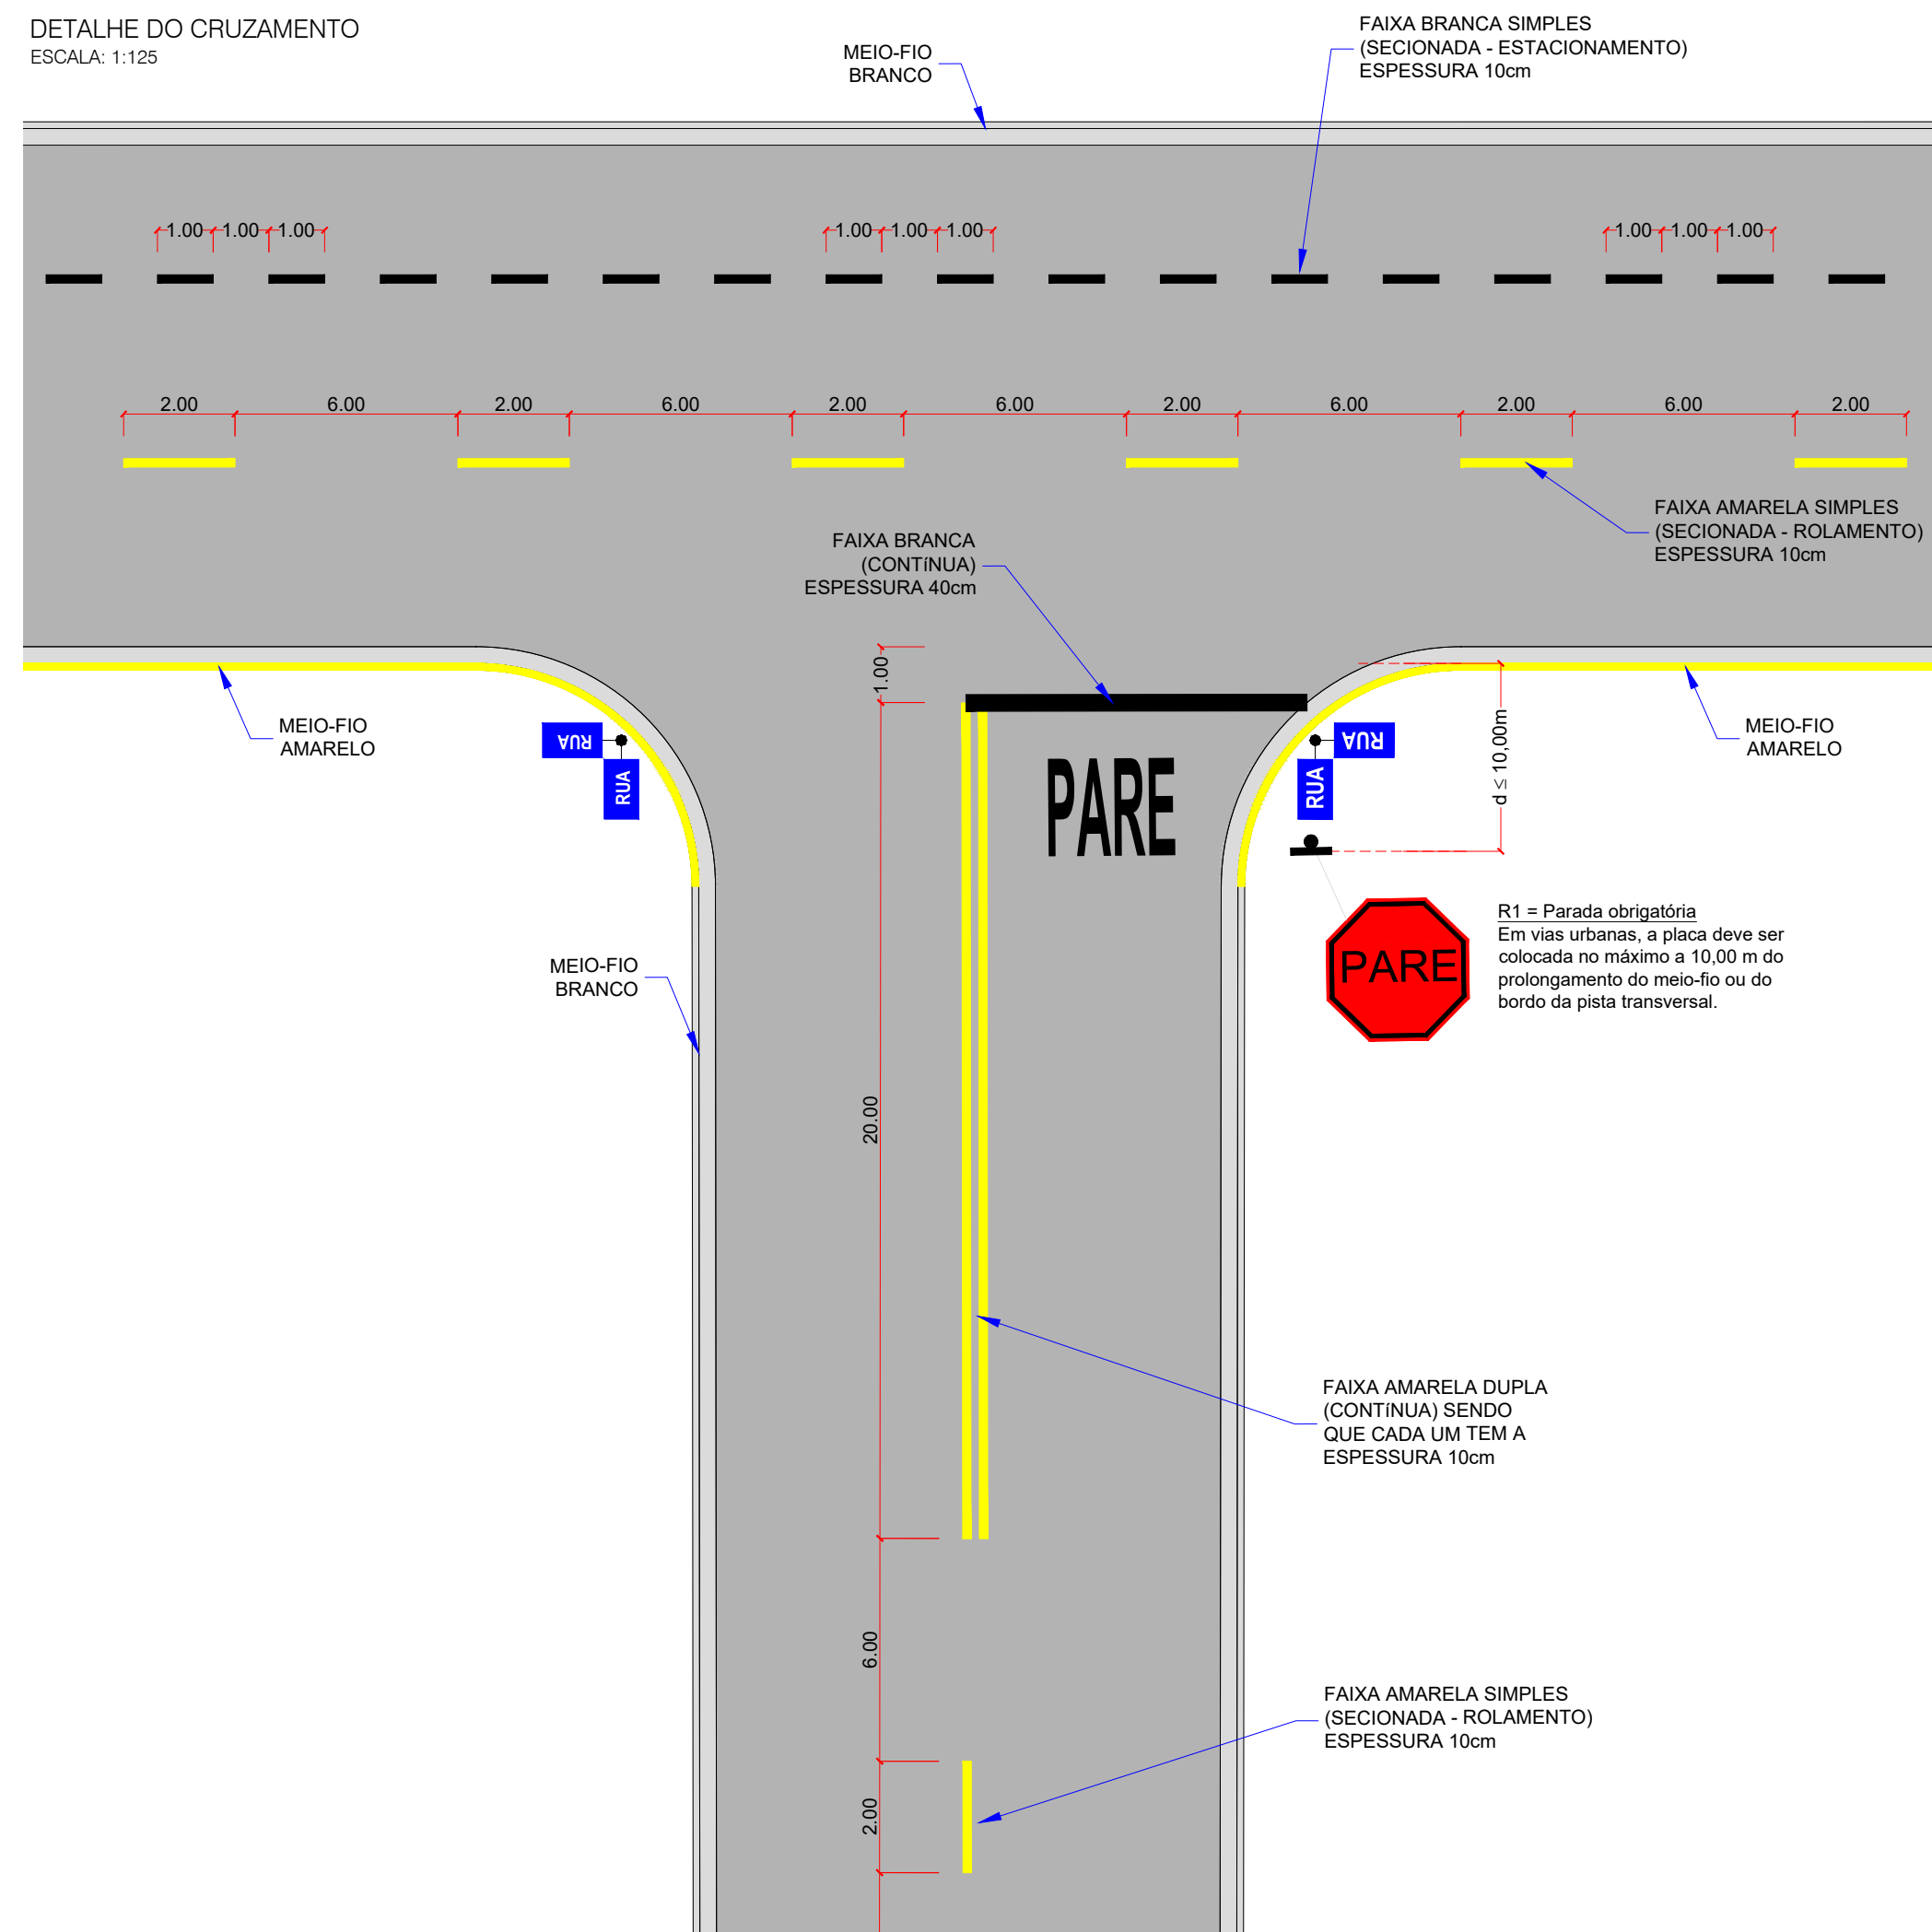 DETALHE DO CRUZAMENTO
ESCALA: 1:125
MEIO-FIO
BRANCO
FAIXA BRANCA SIMPLES
(SECIONADA - ESTACIONAMENTO)
ESPESSURA 10cm
1.00 1.00 1.00
1.00 1.00 1.00
1.00 1.00 1.00
2.00 6.00 2.00 6.00 2.00 6.00 2.00 6.00 2.00 6.00 2.00
FAIXA AMARELA SIMPLES
(SECIONADA - ROLAMENTO)
ESPESSURA 10cm
FAIXA BRANCA
(CONTíNUA)
ESPESSURA 40cm
1.00
MEIO-FIO
AMARELO
RUA
RUA
PARE
RUA
RUA
d ≤ 10,00m
MEIO-FIO
AMARELO
PARE
R1 = Parada obrigatória
Em vias urbanas, a placa deve ser
colocada no máximo a 10,00 m do
prolongamento do meio-fio ou do
bordo da pista transversal.
MEIO-FIO
BRANCO
20.00
FAIXA AMARELA DUPLA
(CONTíNUA) SENDO
QUE CADA UM TEM A
ESPESSURA 10cm
6.00
FAIXA AMARELA SIMPLES
(SECIONADA - ROLAMENTO)
ESPESSURA 10cm
2.00